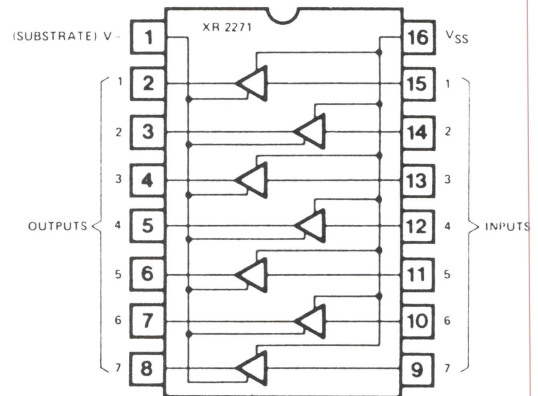 XR 2271
(SUBSTRATE) V– 1 16 VSS
1 2 15 1
2 3 14 2
3 4 13 3
OUTPUTS 4 5 12 4 INPUTS
5 6 11 5
6 7 10 6
7 8 9 7